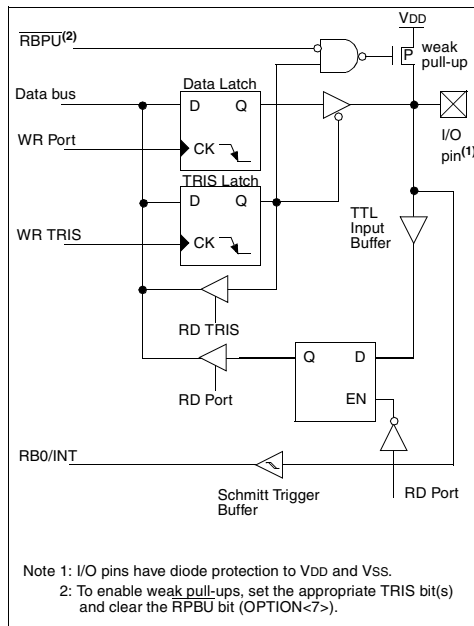 VDD
RBPU(2)
P
weak
pull-up
Data Latch
Data bus
D Q
WR Port
CK
I/O
pin(1)
TRIS Latch
D Q
TTL
Input
Buffer
WR TRIS
CK
RD TRIS
Q D
RD Port
EN
RB0/INT
Schmitt Trigger
Buffer
RD Port
Note 1: I/O pins have diode protection to VDD and VSS.
2: To enable weak pull-ups, set the appropriate TRIS bit(s)
and clear the RPBU bit (OPTION<7>).